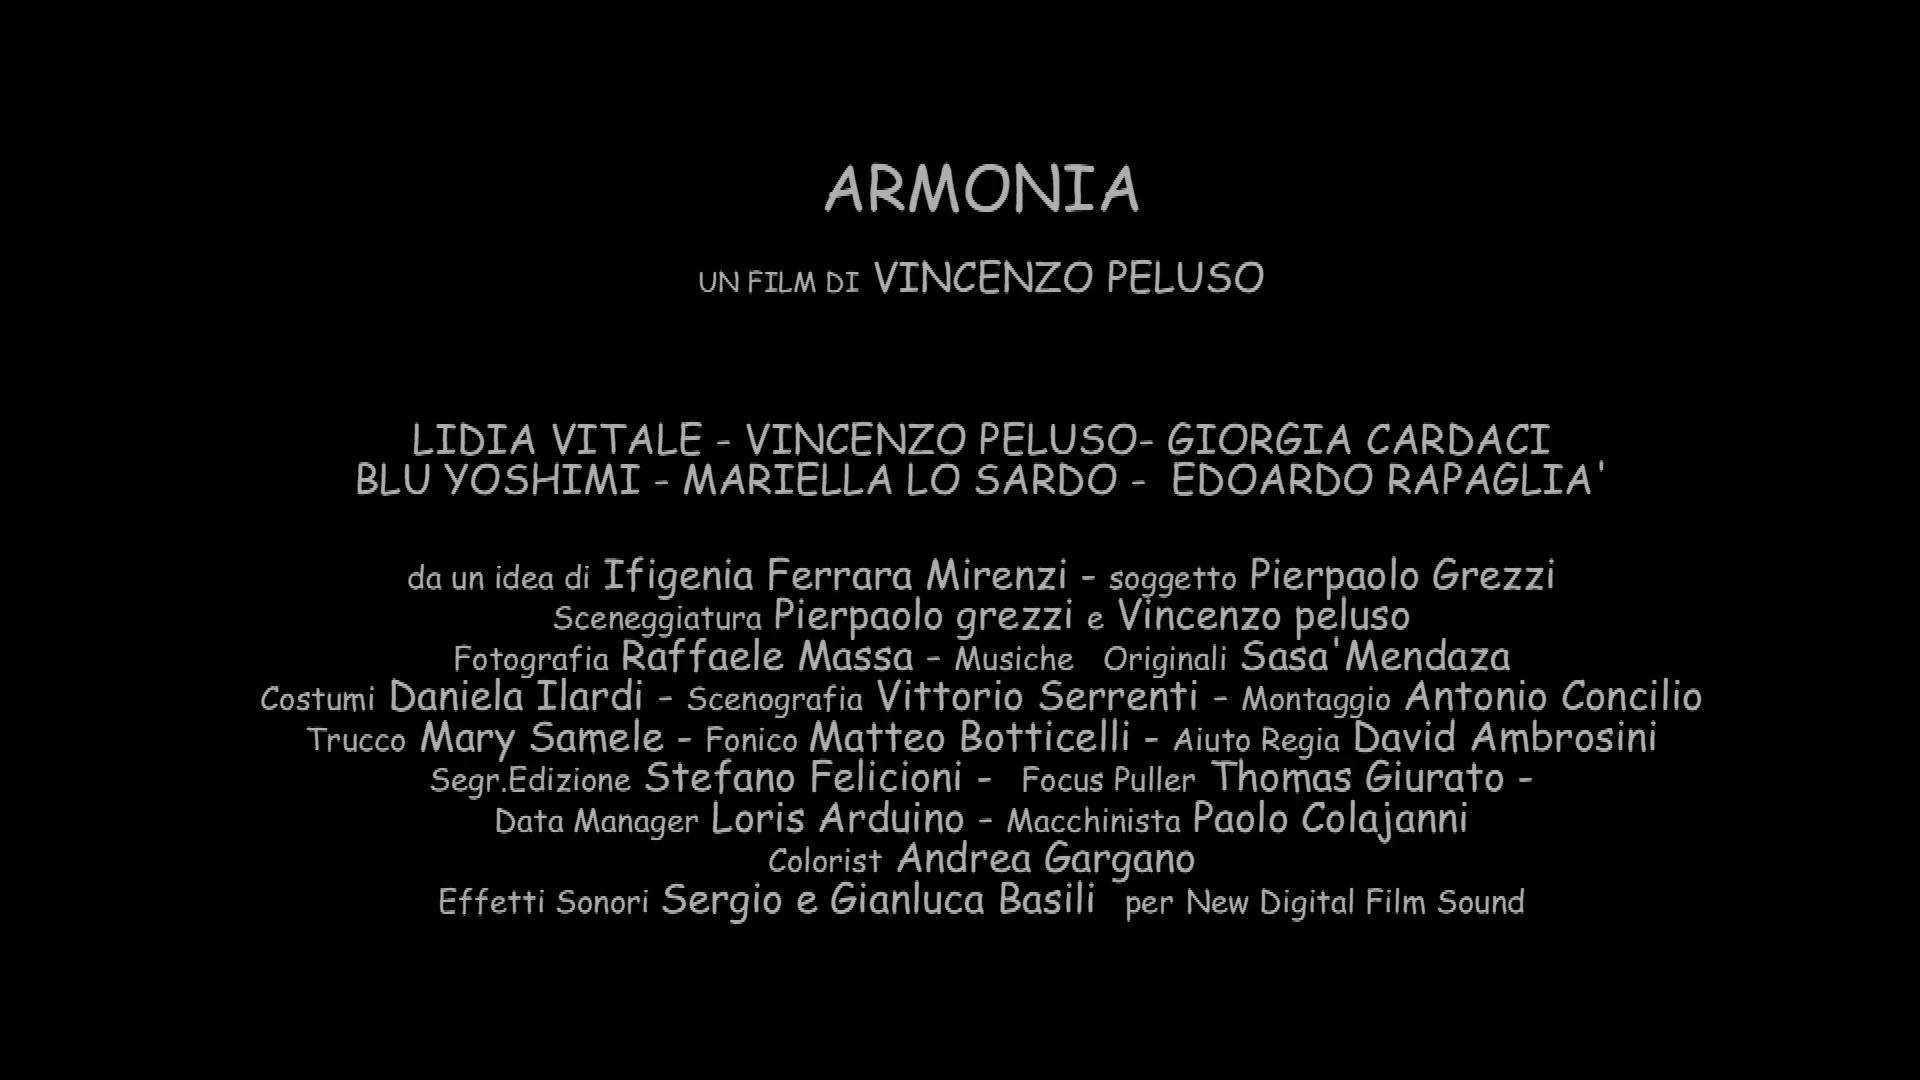 ARMONIA
UN FILM DI VINCENZO PELUSO
LIDIA VITALE - VINCENZO PELUSO- GIORGIA CARDACI
BLU YOSHIMI - MARIELLA LO SARDO - EDOARDO RAPAGLIA'
da un idea di Ifigenia Ferrara Mirenzi - soggetto Pierpaolo Grezzi
Sceneggiatura Pierpaolo grezzi e Vincenzo peluso
Fotografia Raffaele Massa - Musiche Originali Sasa'Mendaza
Costumi Daniela Ilardi - Scenografia Vittorio Serrenti - Montaggio Antonio Concilio
Trucco Mary Samele - Fonico Matteo Botticelli - Aiuto Regia David Ambrosini
Segr.Edizione Stefano Felicioni - Focus Puller Thomas Giurato -
Data Manager Loris Arduino - Macchinista Paolo Colajanni
Colorist Andrea Gargano
Effetti Sonori Sergio e Gianluca Basili per New Digital Film Sound